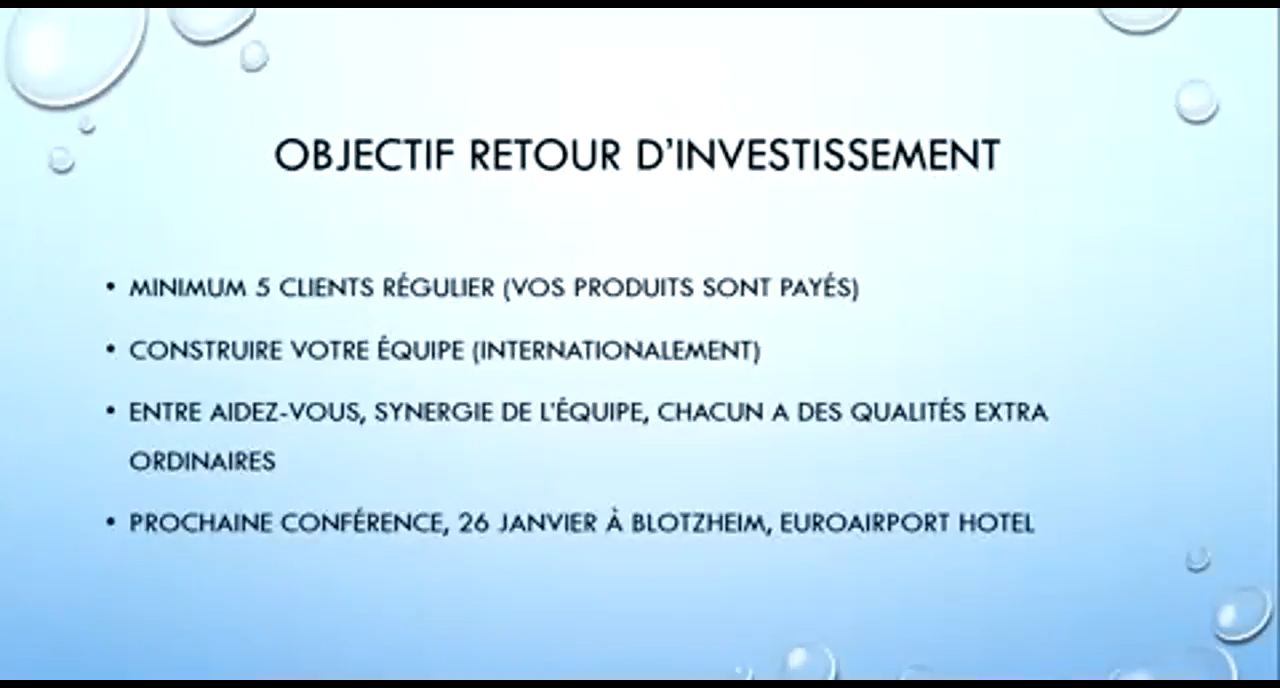 OBJECTIF RETOUR D'INVESTISSEMENT
• MINIMUM 5 CLIENTS RÉGULIER (VOS PRODUITS SONT PAYÉS)
• CONSTRUIRE VOTRE ÉQUIPE (INTERNATIONALEMENT)
• ENTRE AIDEZ-VOUS, SYNERGIE DE L'ÉQUIPE, CHACUN A DES QUALITÉS EXTRA
ORDINAIRES
• PROCHAINE CONFÉRENCE, 26 JANVIER À BLOTZHEIM, EUROAIRPORT HOTEL